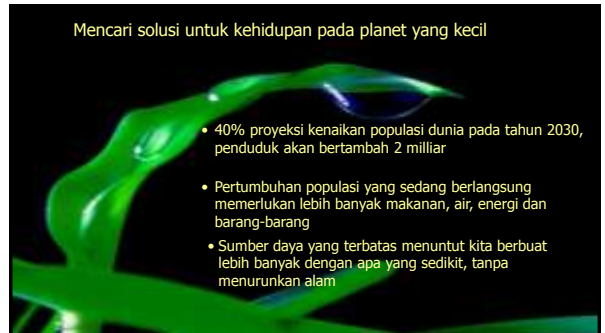 Mencari solusi untuk kehidupan pada planet yang kecil
• 40% proyeksi kenaikan populasi dunia pada tahun 2030,
penduduk akan bertambah 2 milliar
• Pertumbuhan populasi yang sedang berlangsung
memerlukan lebih banyak makanan, air, energi dan
barang-barang
• Sumber daya yang terbatas menuntut kita berbuat
lebih banyak dengan apa yang sedikit, tanpa
menurunkan alam